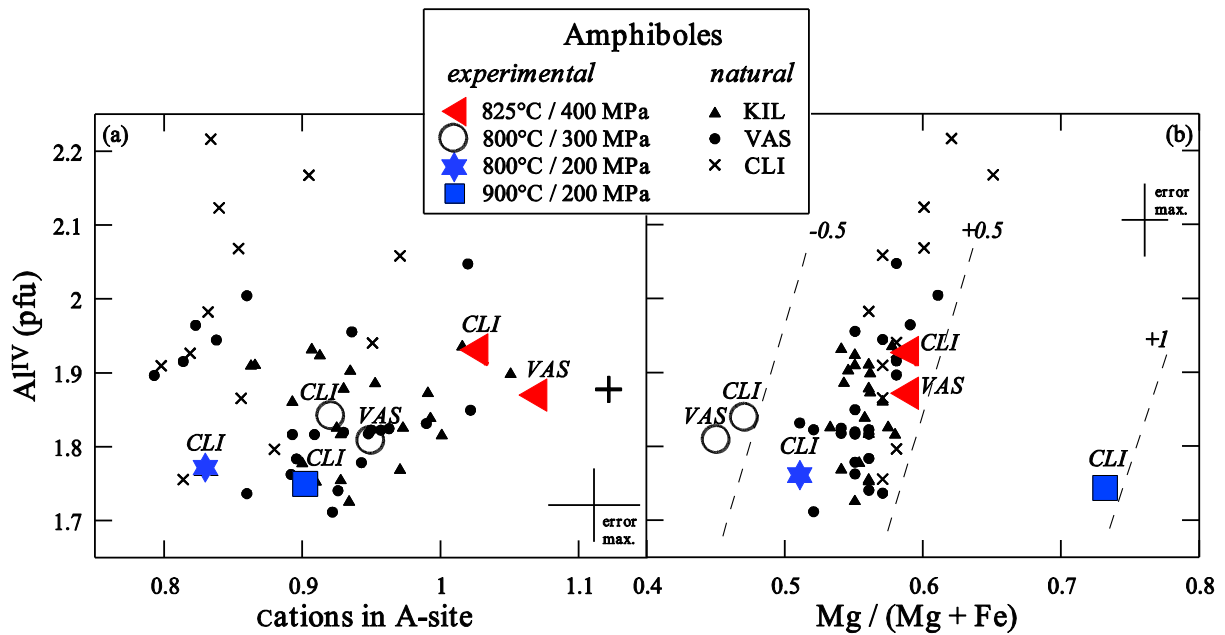 Amphiboles
experimental natural
825°C / 400 MPa KIL
800°C / 300 MPa VAS
800°C / 200 MPa CLI
900°C / 200 MPa
(a)
(b)
2.2
2.1
2
1.9
1.8
1.7
AlIV (pfu)
CLI
VAS
CLI
VAS
CLI
CLI
error
max.
0.8 0.9 1 1.1
Cations in A-site
-0.5
+0.5
+1
error
max.
CLI
VAS
CLI
VAS
CLI
CLI
0.4 0.5 0.6 0.7 0.8
Mg / (Mg + Fe)